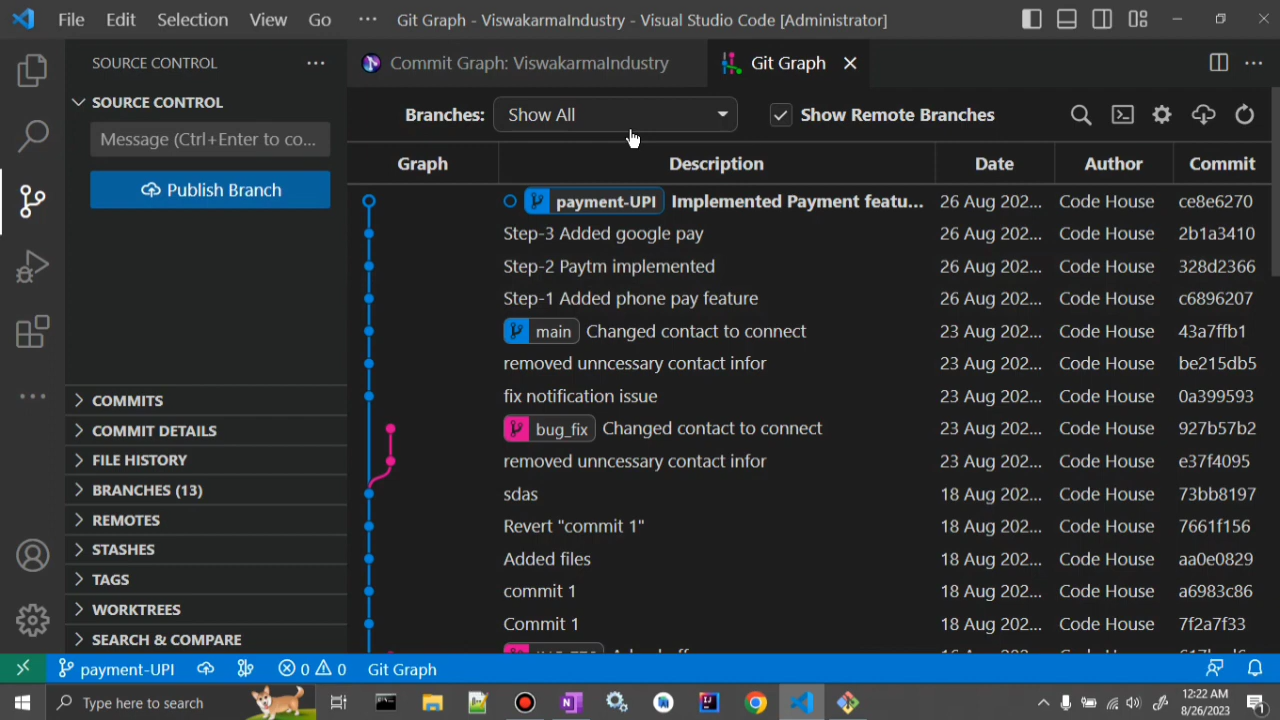 File Edit Selection View Go ··· Git Graph - ViswakarmaIndustry - Visual Studio Code [Administrator]
SOURCE CONTROL ···
Commit Graph: ViswakarmaIndustry
Git Graph
SOURCE CONTROL
Message (Ctrl+Enter to co...
Publish Branch
COMMITS
COMMIT DETAILS
FILE HISTORY
BRANCHES (13)
REMOTES
STASHES
TAGS
WORKTREES
SEARCH & COMPARE
Branches: Show All Show Remote Branches
Graph Description Date Author Commit
payment-UPI Implemented Payment featu... 26 Aug 202... Code House ce8e6270
Step-3 Added google pay 26 Aug 202... Code House 2b1a3410
Step-2 Paytm implemented 26 Aug 202... Code House 328d2366
Step-1 Added phone pay feature 26 Aug 202... Code House c6896207
main Changed contact to connect 23 Aug 202... Code House 43a7ffb1
removed unncessary contact infor 23 Aug 202... Code House be215db5
fix notification issue 23 Aug 202... Code House 0a399593
bug_fix Changed contact to connect 23 Aug 202... Code House 927b57b2
removed unncessary contact infor 23 Aug 202... Code House e37f4095
sdas 18 Aug 202... Code House 73bb8197
Revert "commit 1" 18 Aug 202... Code House 7661f156
Added files 18 Aug 202... Code House aa0e0829
commit 1 18 Aug 202... Code House a6983c86
Commit 1 18 Aug 202... Code House 7f2a7f33
payment-UPI 0 0 Git Graph
Type here to search
12:22 AM
8/26/2023
1